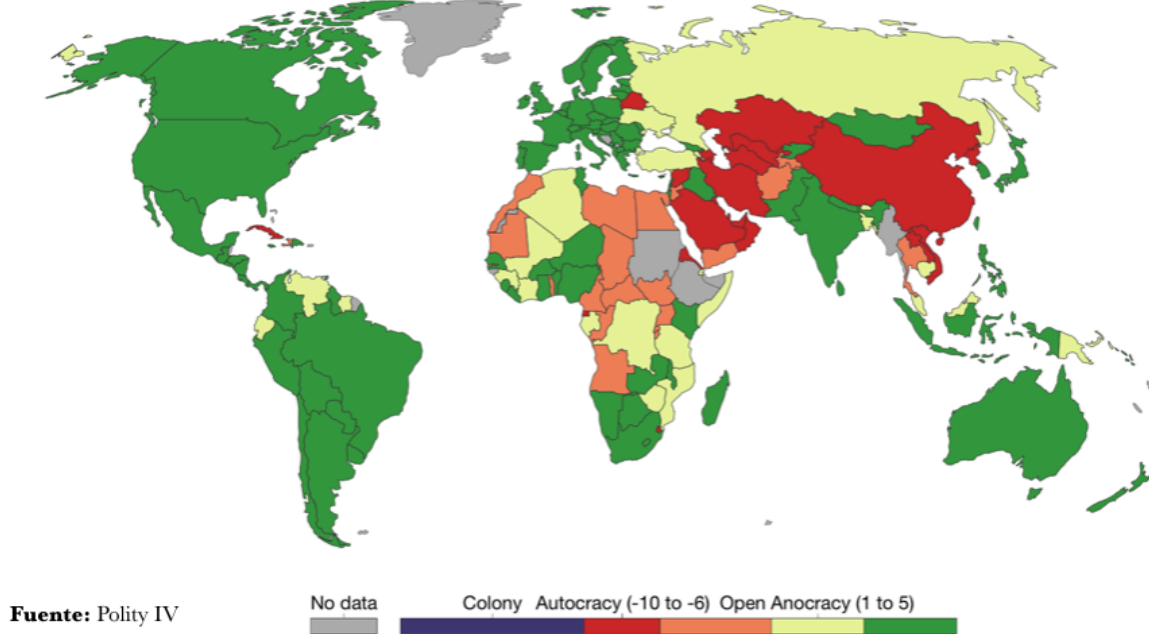 No data Colony Autocracy (-10 to -6) Open Anocracy (1 to 5)
Fuente: Polity IV